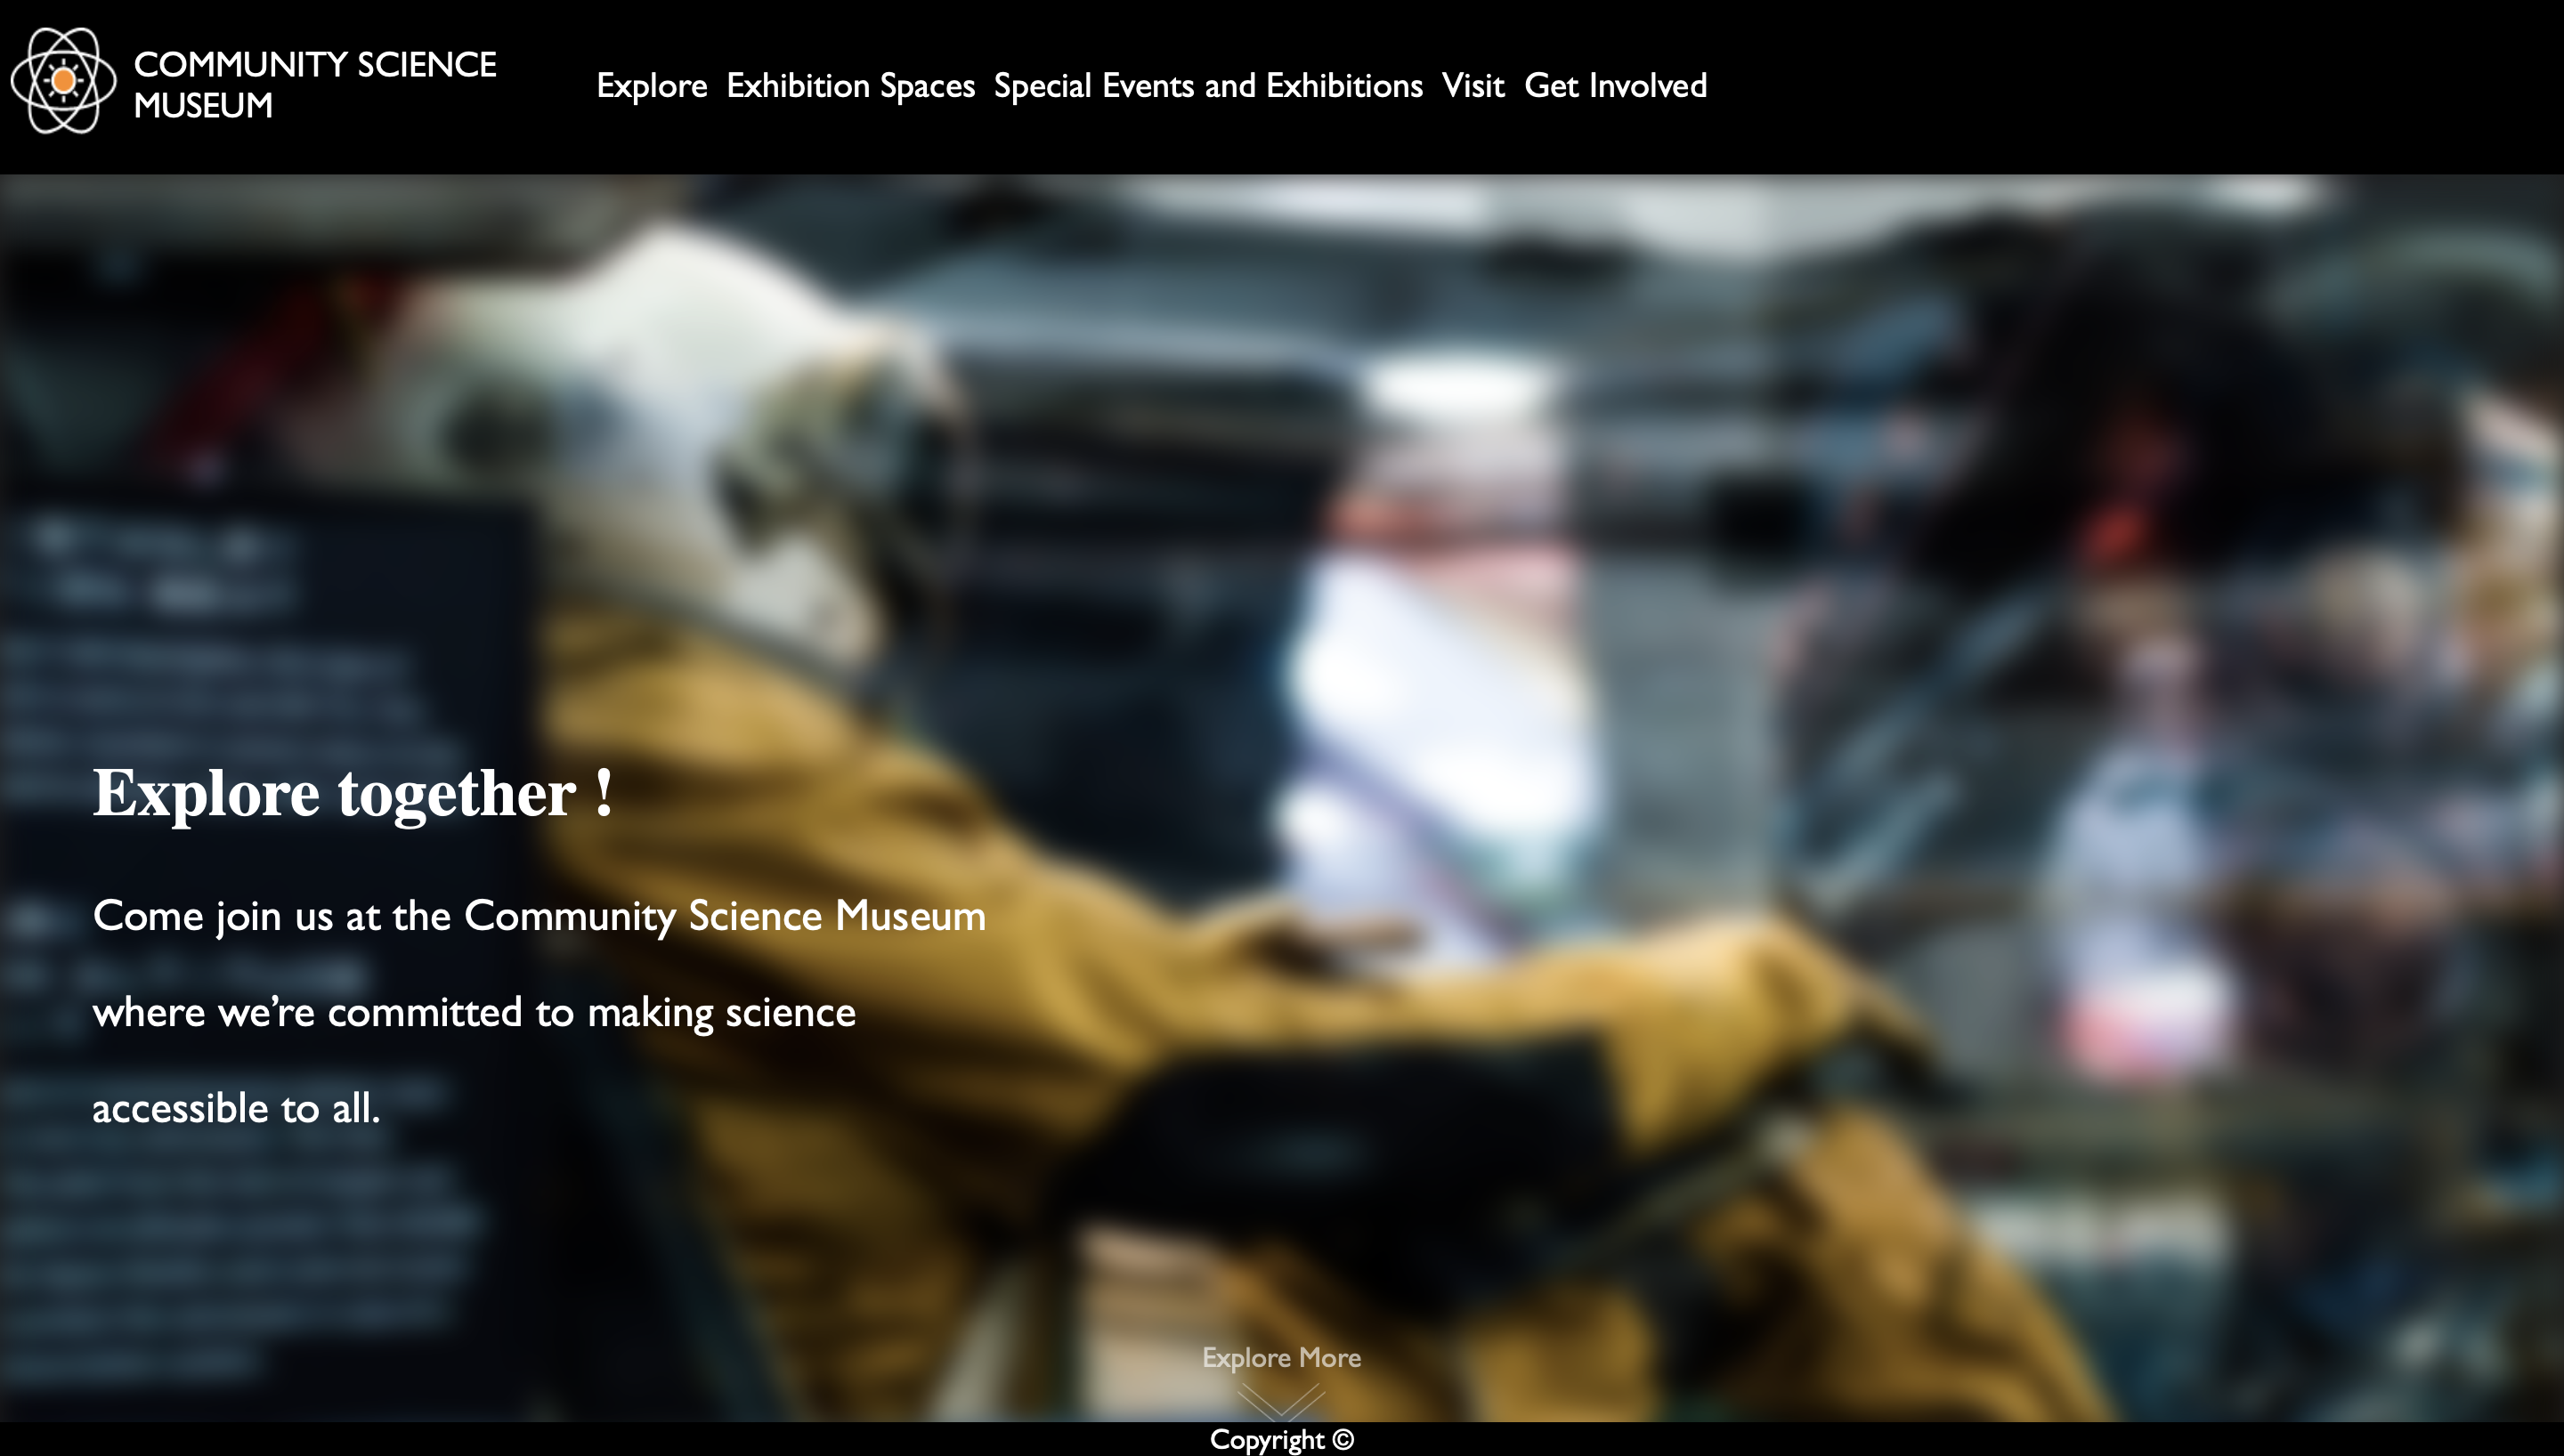 COMMUNITY SCIENCE
MUSEUM
Explore Exhibition Spaces Special Events and Exhibitions Visit Get Involved
Explore together !
Come join us at the Community Science Museum
where we’re committed to making science
accessible to all.
Explore More
Copyright ©